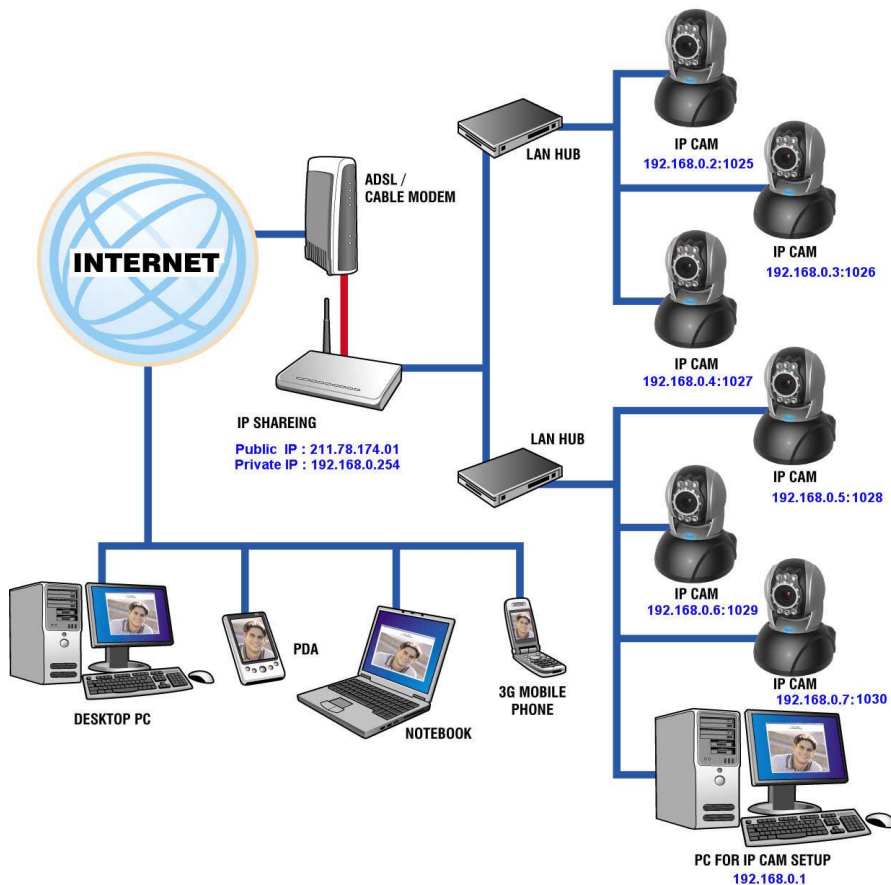 INTERNET
ADSL /
CABLE MODEM
IP SHAREING
Public IP : 211.78.174.01
Private IP : 192.168.0.254
LAN HUB
IP CAM
192.168.0.2:1025
IP CAM
192.168.0.3:1026
IP CAM
192.168.0.4:1027
LAN HUB
IP CAM
192.168.0.5:1028
IP CAM
192.168.0.6:1029
IP CAM
192.168.0.7:1030
PC FOR IP CAM SETUP
192.168.0.1
DESKTOP PC
PDA
NOTEBOOK
3G MOBILE
PHONE